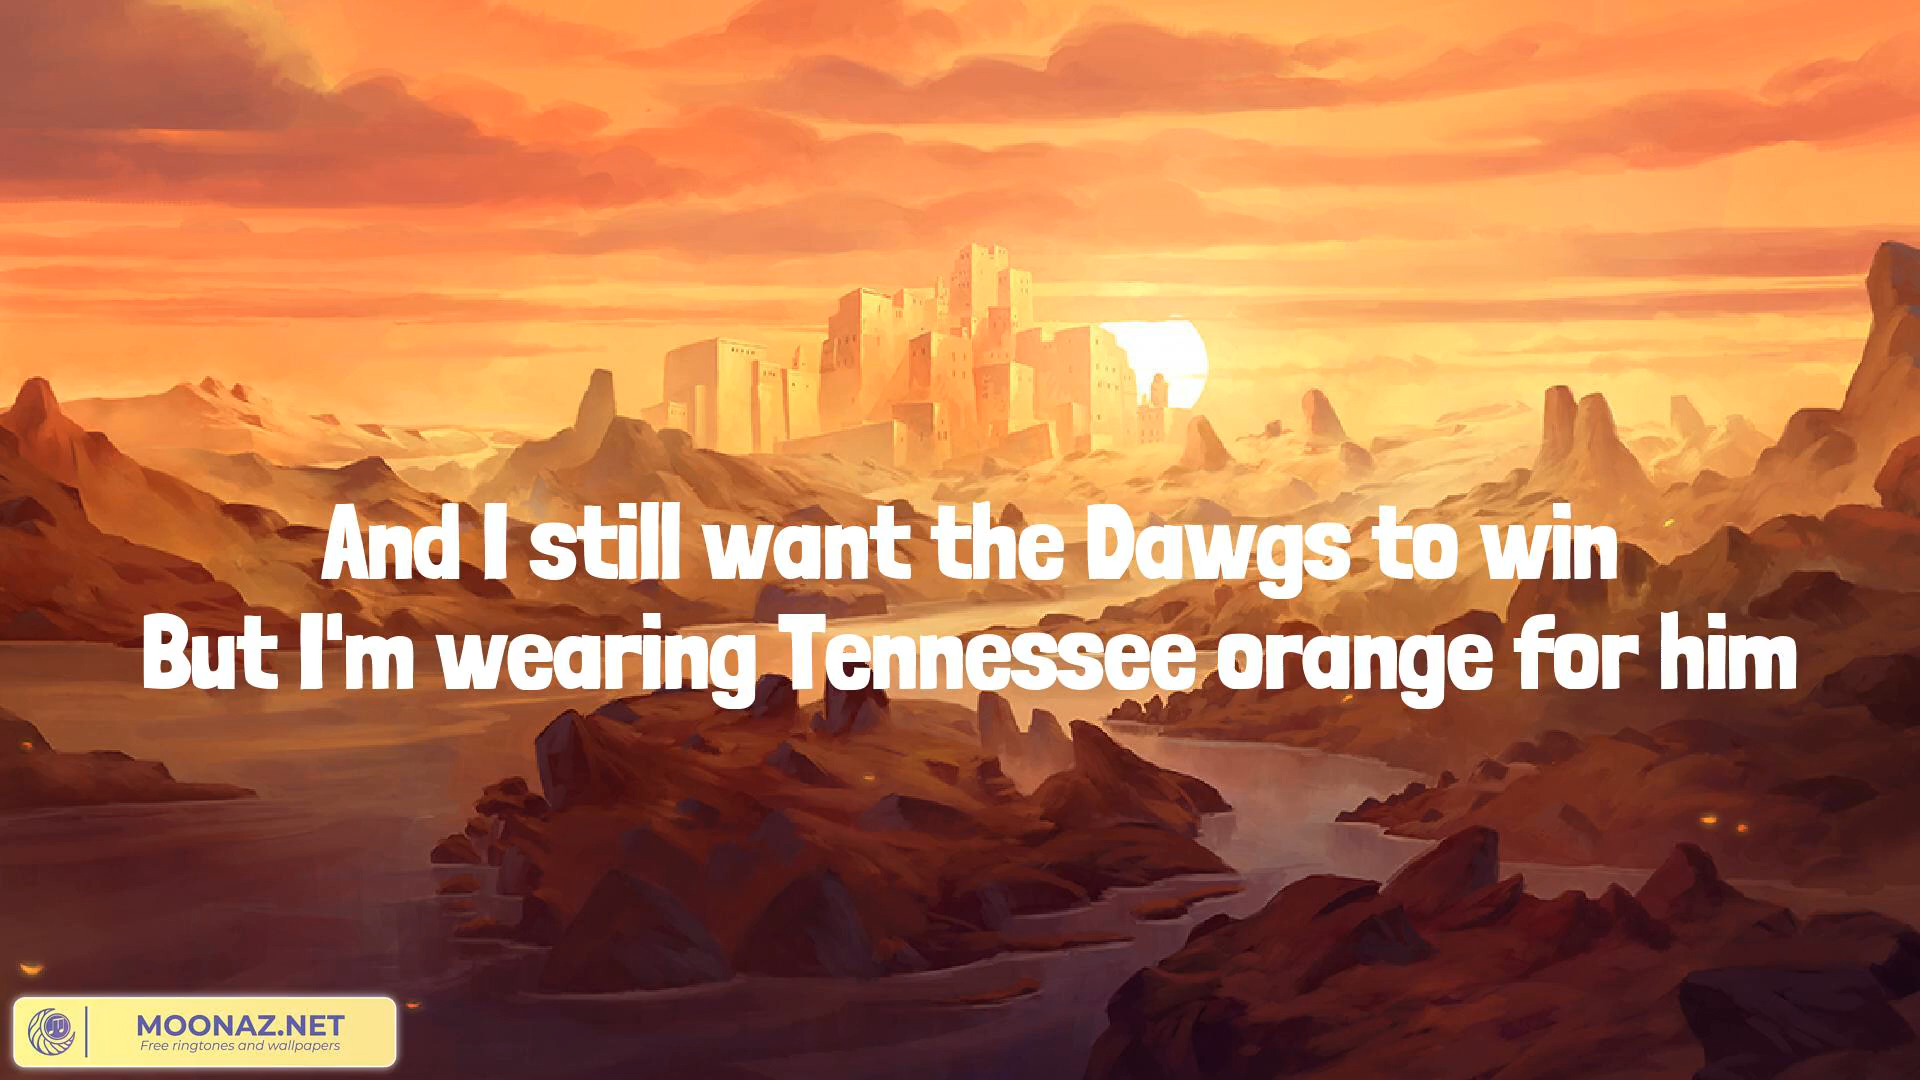 And I still want the Dawgs to win
But I'm wearing Tennessee orange for him
MOONAZ.NET
Free ringtones and wallpapers